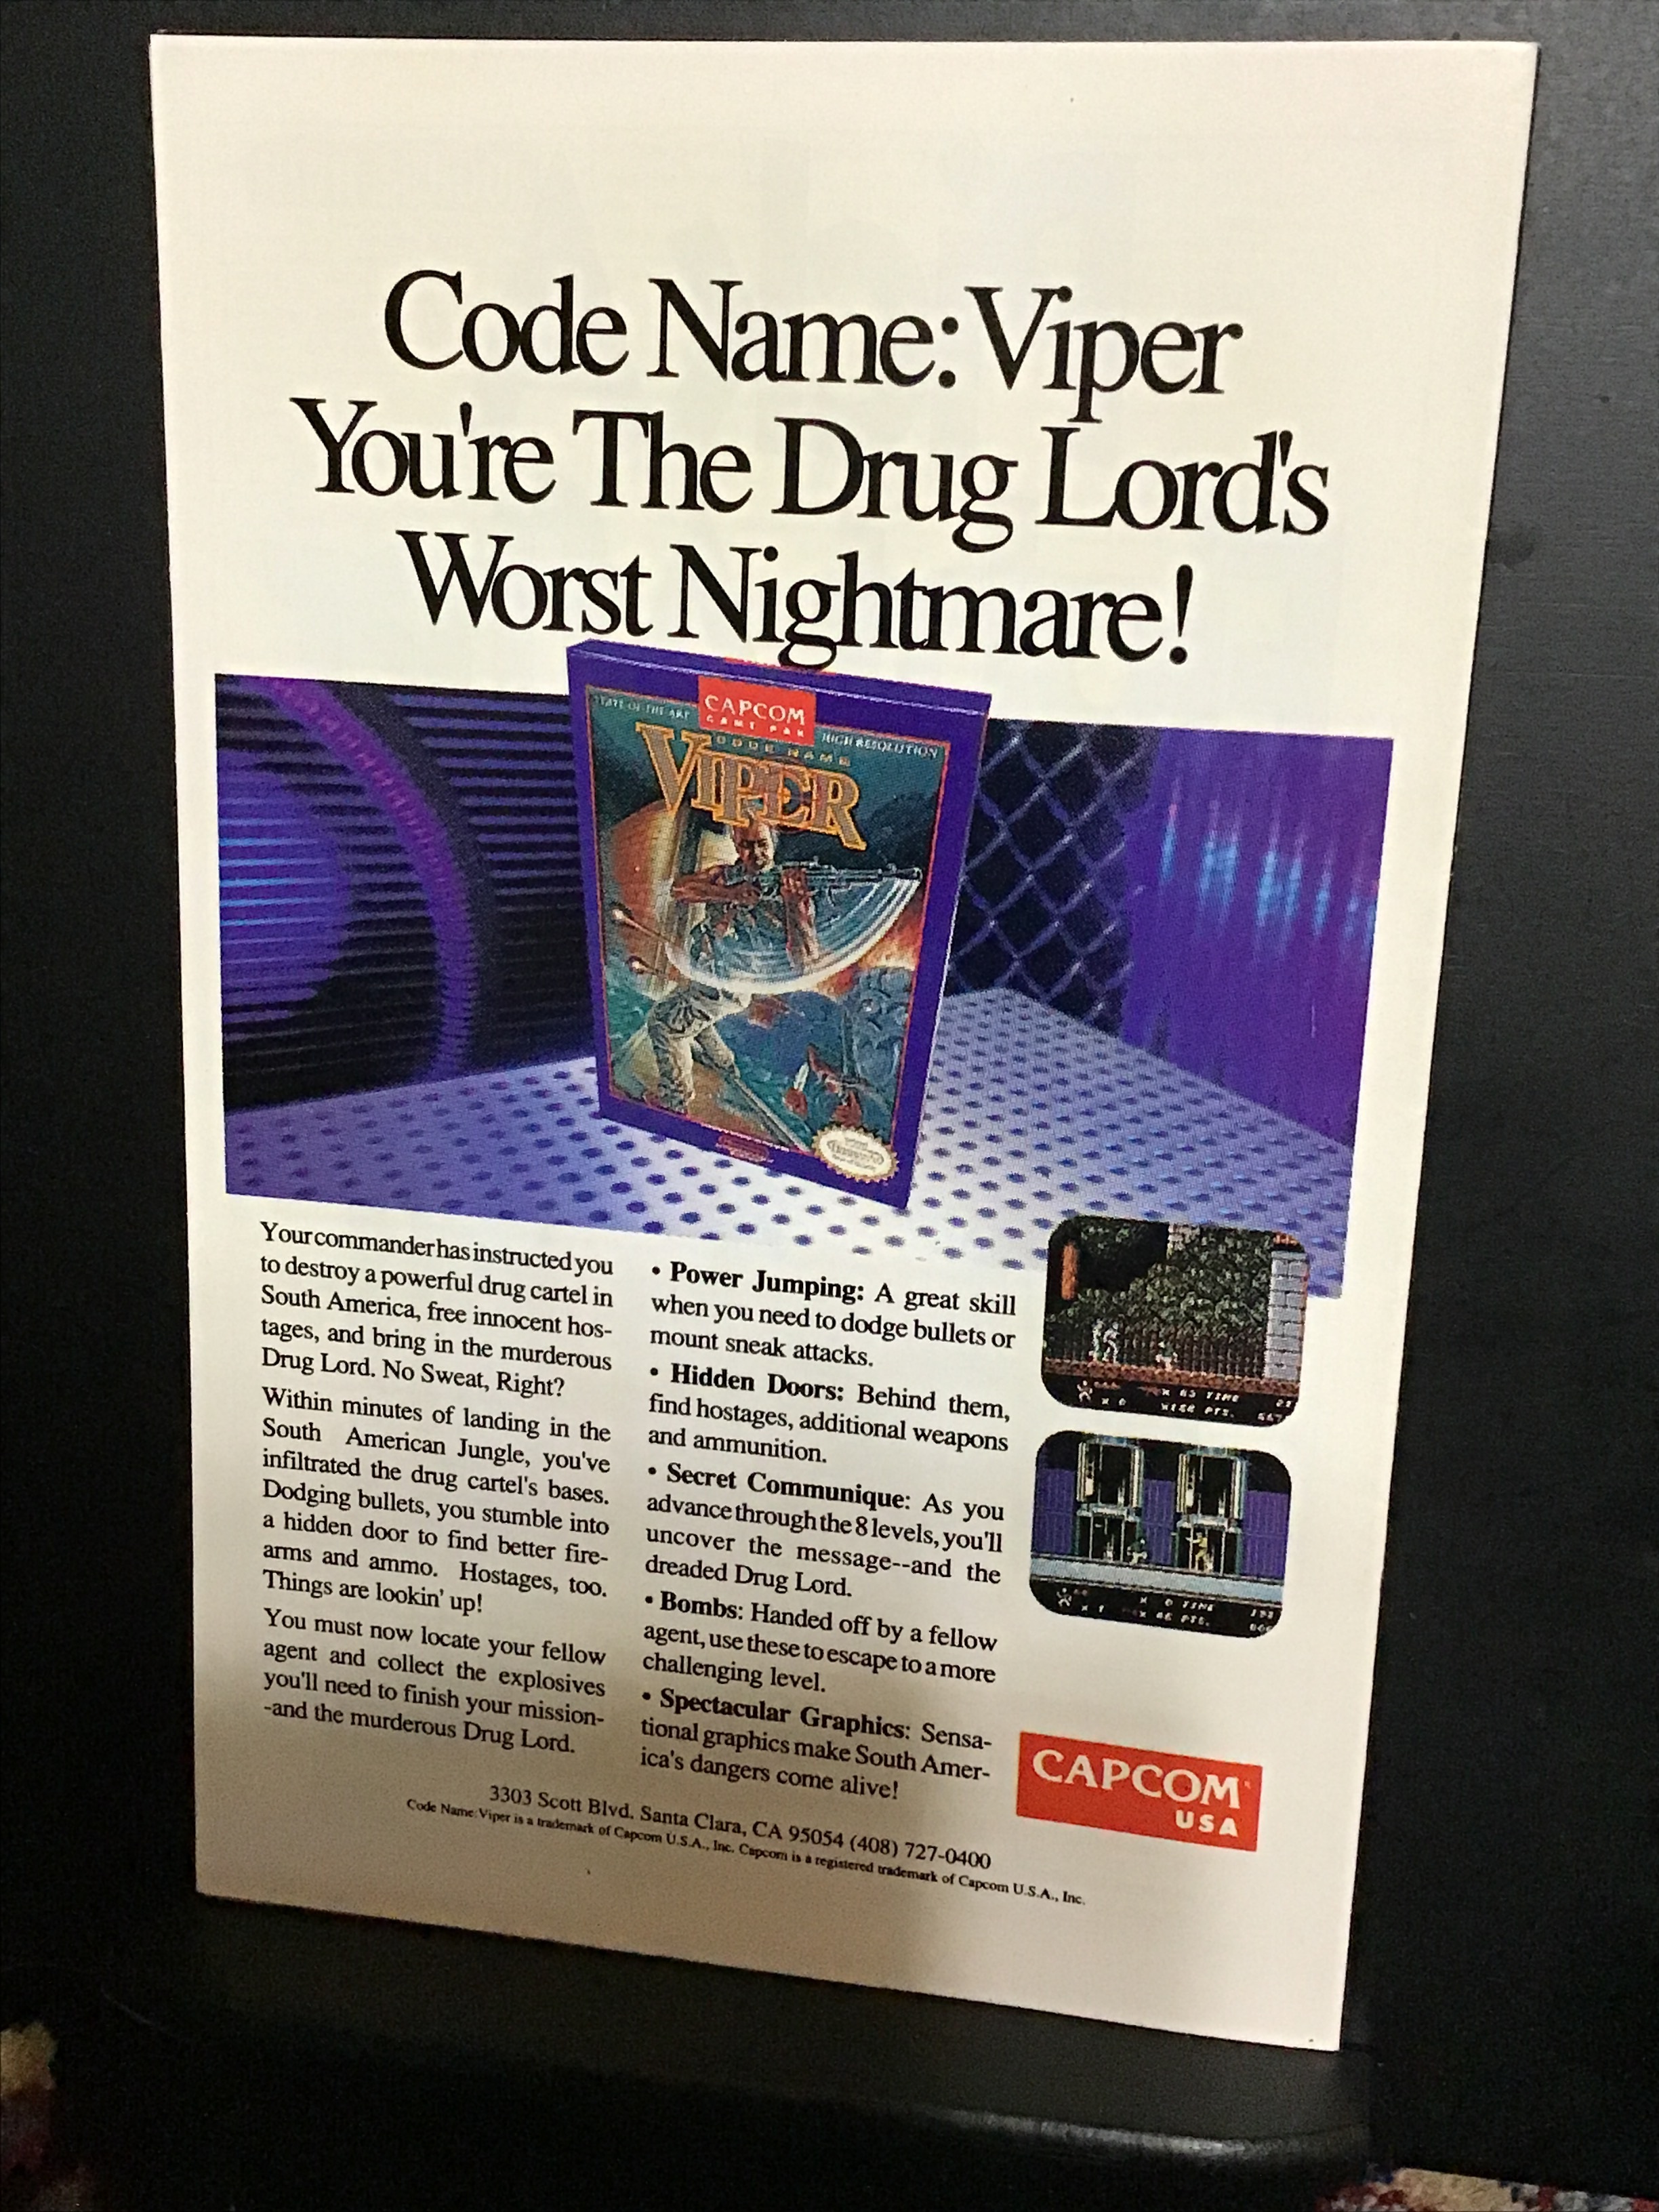 Code Name: Viper
You're The Drug Lord's
Worst Nightmare!
CAPCOM
GAME PAK
STATE OF THE ART
HIGH RESOLUTION
CODE NAME
VIPER
Your commander has instructed you
to destroy a powerful drug cartel in
South America, free innocent hos-
tages, and bring in the murderous
Drug Lord. No Sweat, Right?
Within minutes of landing in the
South American Jungle, you've
infiltrated the drug cartel's bases.
Dodging bullets, you stumble into
a hidden door to find better fire-
arms and ammo. Hostages, too.
Things are lookin' up!
You must now locate your fellow
agent and collect the explosives
you'll need to finish your mission-
-and the murderous Drug Lord.
• Power Jumping: A great skill
when you need to dodge bullets or
mount sneak attacks.
• Hidden Doors: Behind them,
find hostages, additional weapons
and ammunition.
• Secret Communique: As you
advance through the 8 levels, you'll
uncover the message--and the
dreaded Drug Lord.
• Bombs: Handed off by a fellow
agent, use these to escape to a more
challenging level.
• Spectacular Graphics: Sensa-
tional graphics make South Amer-
ica's dangers come alive!
x 63 TIME
x 0 PTS.
x 0 TIME
x 1 x 86 PTS.
CAPCOM
USA
3303 Scott Blvd. Santa Clara, CA 95054 (408) 727-0400
Code Name: Viper is a trademark of Capcom U.S.A., Inc. Capcom is a registered trademark of Capcom U.S.A., Inc.